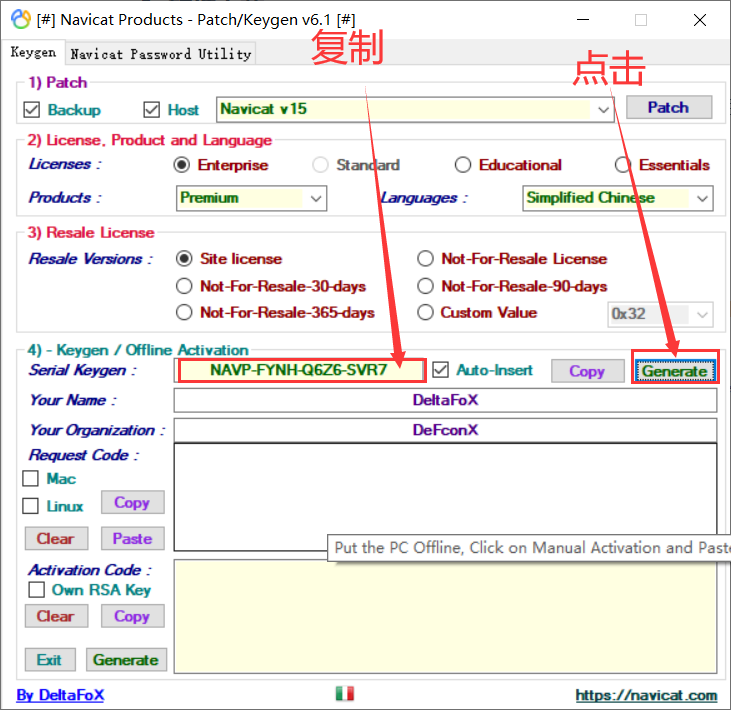 [#] Navicat Products - Patch/Keygen v6.1 [#]
复制
点击
Keygen Navicat Password Utility
1) Patch
Backup Host Navicat v15 Patch
2) License, Product and Language
Licenses : Enterprise Standard Educational Essentials
Products : Premium Languages : Simplified Chinese
3) Resale License
Resale Versions : Site license Not-For-Resale License
Not-For-Resale-30-days Not-For-Resale-90-days
Not-For-Resale-365-days Custom Value 0x32
4) - Keygen / Offline Activation
Serial Keygen : NAVP-FYNH-Q6Z6-SVR7 Auto-Insert Copy Generate
Your Name : DeltaFoX
Your Organization : DeFconX
Request Code :
Mac
Linux Copy
Clear Paste
Put the PC Offline, Click on Manual Activation and Paste
Activation Code :
Own RSA Key
Clear Copy
Exit Generate
By DeltaFoX https://navicat.com